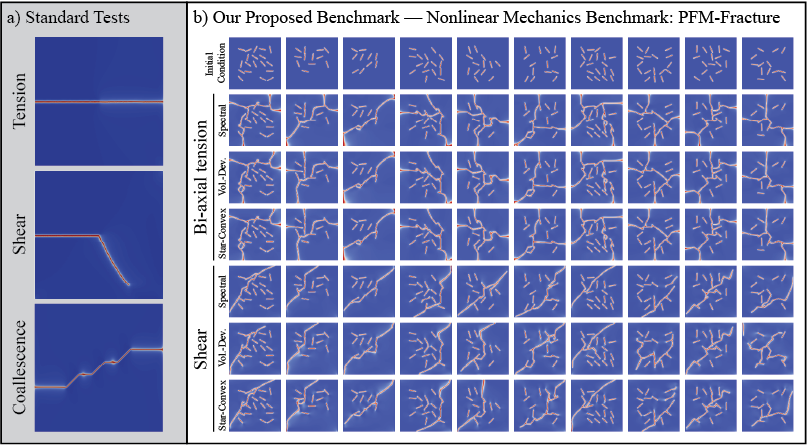 a) Standard Tests
Tension
Shear
Coallescence
b) Our Proposed Benchmark — Nonlinear Mechanics Benchmark: PFM-Fracture
Initial
Condition
Bi-axial tension
Spectral
Vol.-Dev.
Star-Convex
Shear
Spectral
Vol.-Dev.
Star-Convex